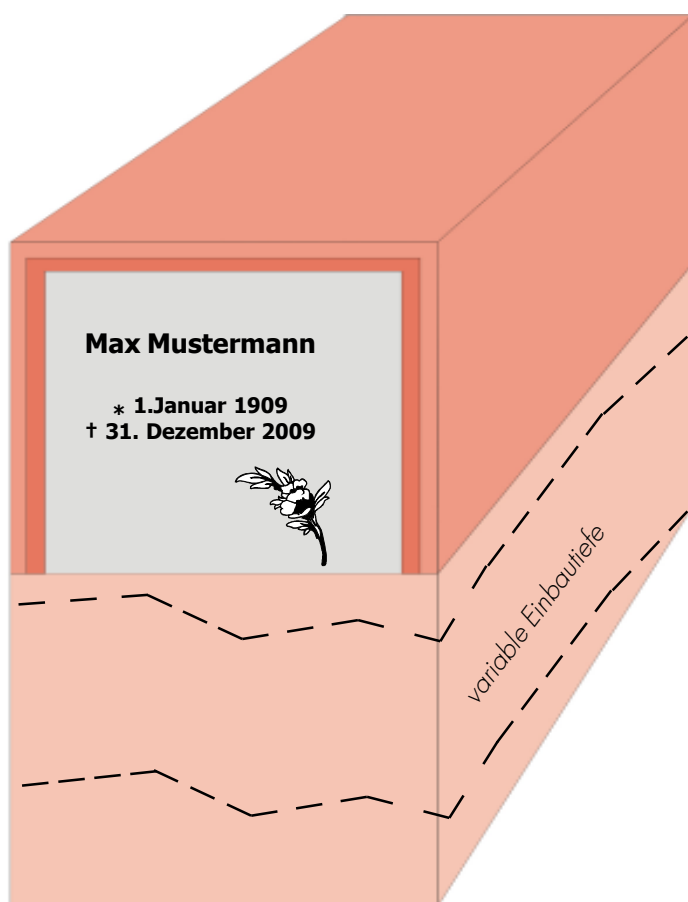 Max Mustermann
* 1.Januar 1909
† 31. Dezember 2009
variable Einbautiefe